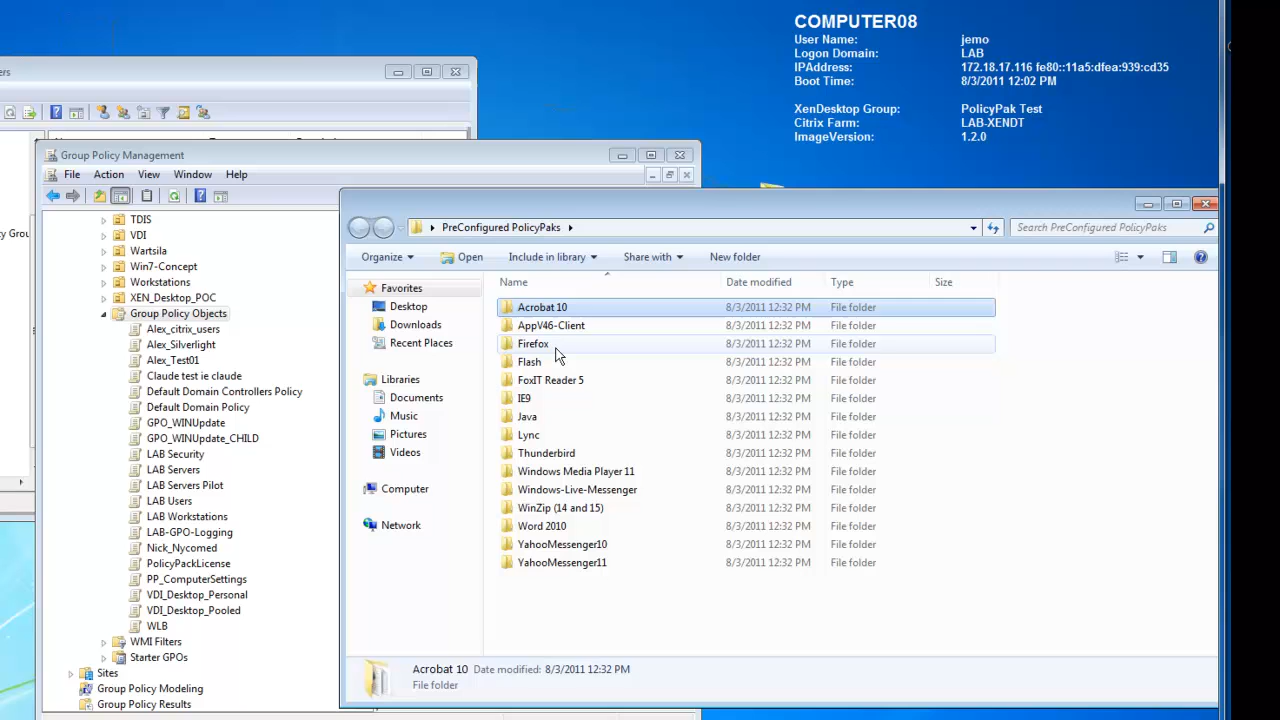 COMPUTER08
User Name: jemo
Logon Domain: LAB
IPAddress: 172.18.17.116 fe80::11a5:dfea:939:cd35
Boot Time: 8/3/2011 12:02 PM
XenDesktop Group: PolicyPak Test
Citrix Farm: LAB-XENDT
ImageVersion: 1.2.0
ers
cy Grou
Group Policy Management
File Action View Window Help
TDIS
VDI
Wartsila
Win7-Concept
Workstations
XEN_Desktop_POC
Group Policy Objects
Alex_citrix_users
Alex_Silverlight
Alex_Test01
Claude test ie claude
Default Domain Controllers Policy
Default Domain Policy
GPO_WINUpdate
GPO_WINUpdate_CHILD
LAB Security
LAB Servers
LAB Servers Pilot
LAB Users
LAB Workstations
LAB-GPO-Logging
Nick_Nycomed
PolicyPackLicense
PP_ComputerSettings
VDI_Desktop_Personal
VDI_Desktop_Pooled
WLB
WMI Filters
Starter GPOs
Sites
Group Policy Modeling
Group Policy Results
PreConfigured PolicyPaks
Search PreConfigured PolicyPaks
Organize Open Include in library Share with New folder
Favorites
Desktop
Downloads
Recent Places
Libraries
Documents
Music
Pictures
Videos
Computer
Network
Name Date modified Type Size
Acrobat 10 8/3/2011 12:32 PM File folder
AppV46-Client 8/3/2011 12:32 PM File folder
Firefox 8/3/2011 12:32 PM File folder
Flash 8/3/2011 12:32 PM File folder
FoxIT Reader 5 8/3/2011 12:32 PM File folder
IE9 8/3/2011 12:32 PM File folder
Java 8/3/2011 12:32 PM File folder
Lync 8/3/2011 12:32 PM File folder
Thunderbird 8/3/2011 12:32 PM File folder
Windows Media Player 11 8/3/2011 12:32 PM File folder
Windows-Live-Messenger 8/3/2011 12:32 PM File folder
WinZip (14 and 15) 8/3/2011 12:32 PM File folder
Word 2010 8/3/2011 12:32 PM File folder
YahooMessenger10 8/3/2011 12:32 PM File folder
YahooMessenger11 8/3/2011 12:32 PM File folder
Acrobat 10 Date modified: 8/3/2011 12:32 PM
File folder